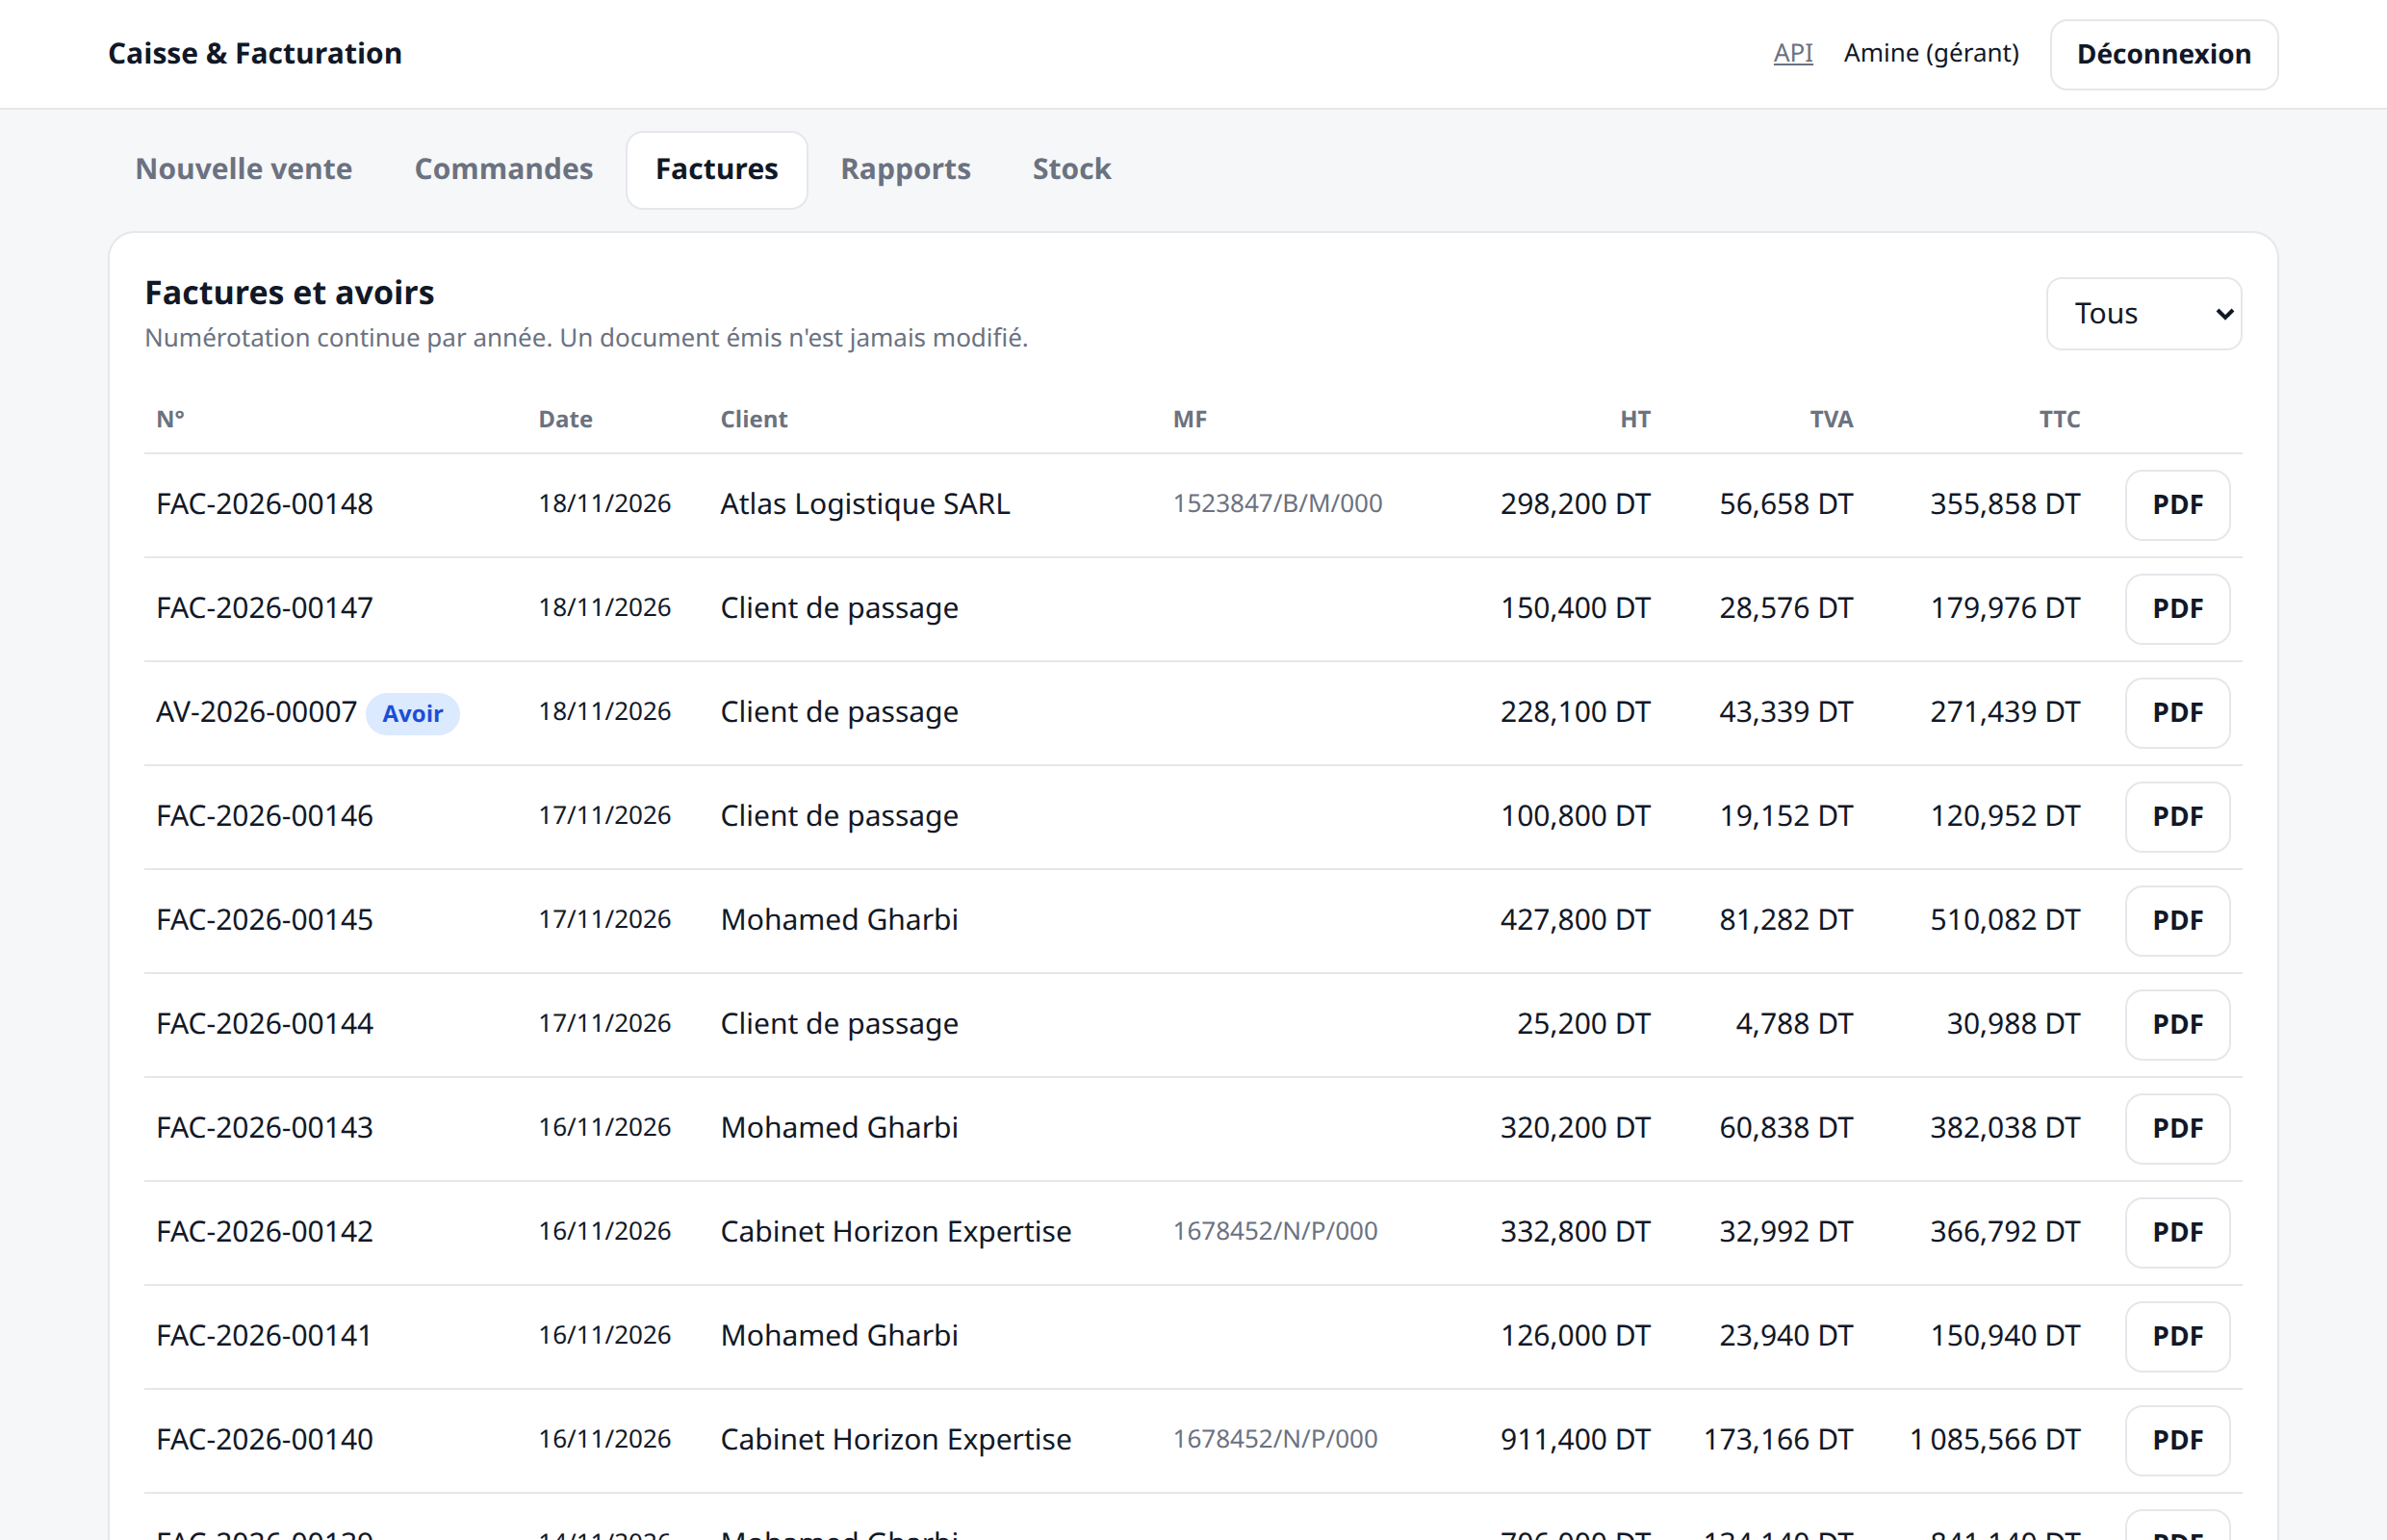 Caisse & Facturation API Amine (gérant) Déconnexion
Nouvelle vente Commandes Factures Rapports Stock
Factures et avoirs Tous
Numérotation continue par année. Un document émis n'est jamais modifié.
N° Date Client MF HT TVA TTC
FAC-2026-00148 18/11/2026 Atlas Logistique SARL 1523847/B/M/000 298,200 DT 56,658 DT 355,858 DT PDF
FAC-2026-00147 18/11/2026 Client de passage 150,400 DT 28,576 DT 179,976 DT PDF
AV-2026-00007 Avoir 18/11/2026 Client de passage 228,100 DT 43,339 DT 271,439 DT PDF
FAC-2026-00146 17/11/2026 Client de passage 100,800 DT 19,152 DT 120,952 DT PDF
FAC-2026-00145 17/11/2026 Mohamed Gharbi 427,800 DT 81,282 DT 510,082 DT PDF
FAC-2026-00144 17/11/2026 Client de passage 25,200 DT 4,788 DT 30,988 DT PDF
FAC-2026-00143 16/11/2026 Mohamed Gharbi 320,200 DT 60,838 DT 382,038 DT PDF
FAC-2026-00142 16/11/2026 Cabinet Horizon Expertise 1678452/N/P/000 332,800 DT 32,992 DT 366,792 DT PDF
FAC-2026-00141 16/11/2026 Mohamed Gharbi 126,000 DT 23,940 DT 150,940 DT PDF
FAC-2026-00140 16/11/2026 Cabinet Horizon Expertise 1678452/N/P/000 911,400 DT 173,166 DT 1 085,566 DT PDF
Mohamed Gharbi